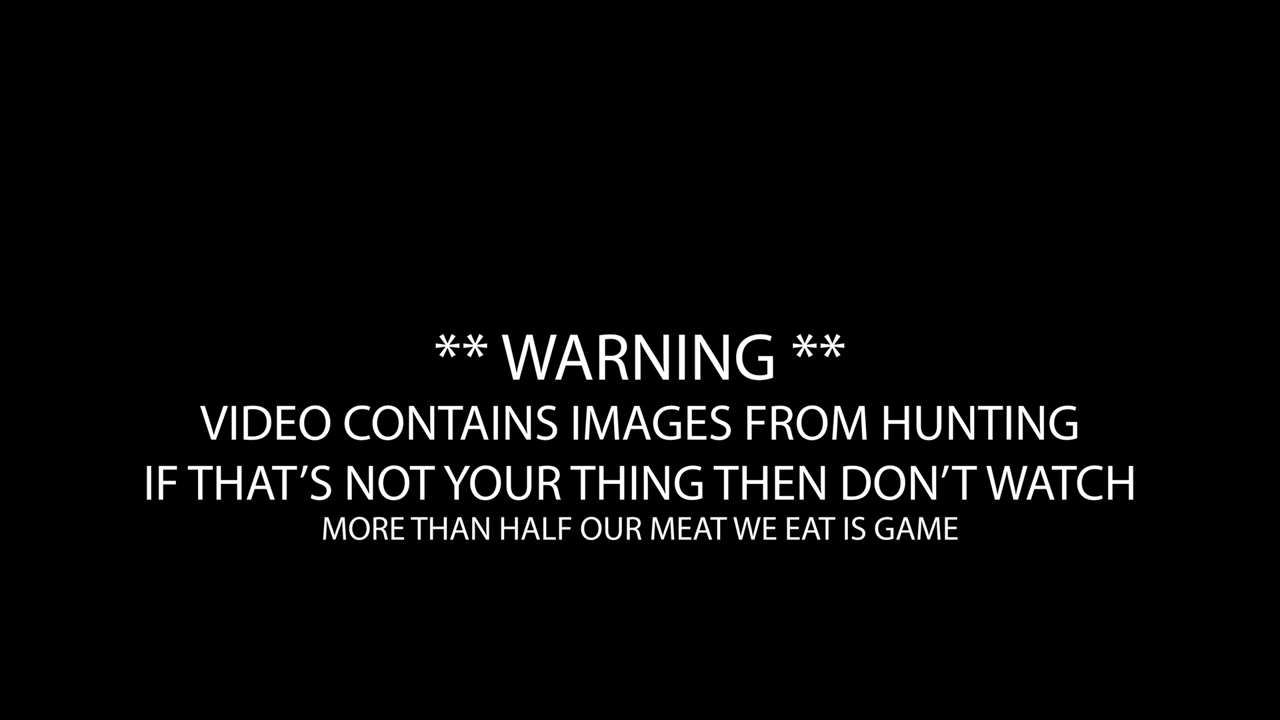 ** WARNING **
VIDEO CONTAINS IMAGES FROM HUNTING
IF THAT’S NOT YOUR THING THEN DON’T WATCH
MORE THAN HALF OUR MEAT WE EAT IS GAME